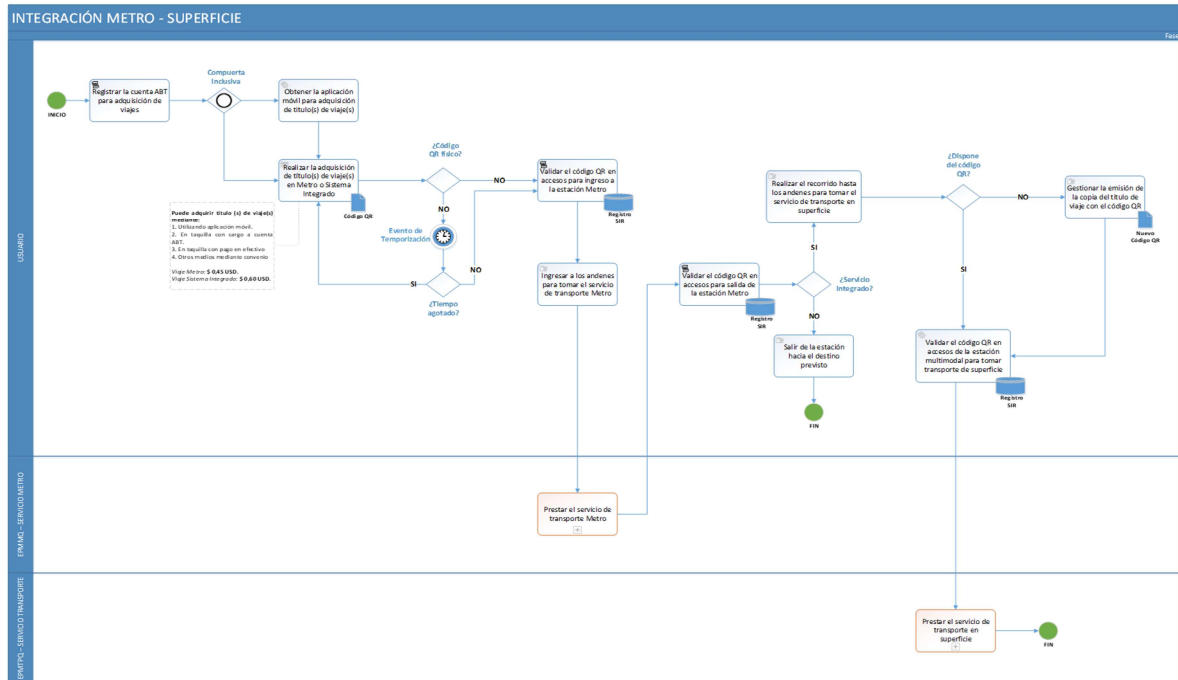 INTEGRACIÓN METRO - SUPERFICIE
Fase
USUARIO
INICIO
Registrar la cuenta ABT
para adquisición de
viajes
Compuerta
Inclusiva
Obtener la aplicación
móvil para adquisición
de título(s) de viaje(s)
Realizar la adquisición
de título(s) de viaje(s)
en Metro o Sistema
Integrado
Código QR
Puede adquirir título (s) de viaje(s)
mediante:
1. Utilizando aplicación móvil.
2. En taquilla con cargo a cuenta
ABT.
3. En taquilla con pago en efectivo
4. Otros medios mediante convenio
Viaje Metro: $ 0,45 USD.
Viaje Sistema Integrado: $ 0,60 USD.
¿Código
QR físico?
NO
NO
Evento de
Temporización
NO
SI
¿Tiempo
agotado?
Validar el código QR en
accesos para ingreso a
la estación Metro
Registro
SIR
Ingresar a los andenes
para tomar el servicio
de transporte Metro
Validar el código QR en
accesos para salida de
la estación Metro
Registro
SIR
¿Servicio
Integrado?
SI
NO
Realizar el recorrido hasta
los andenes para tomar el
servicio de transporte en
superficie
Salir de la estación
hacia el destino
previsto
FIN
¿Dispone
del código
QR?
NO
SI
Gestionar la emisión de
la copia del título de
viaje con el código QR
Nuevo
Código QR
Validar el código QR en
accesos de la estación
multimodal para tomar
transporte de superficie
Registro
SIR
EPMMQ – SERVICIO METRO
Prestar el servicio de
transporte Metro
EPMTPQ – SERVICIO TRANSPORTE
Prestar el servicio de
transporte en
superficie
FIN